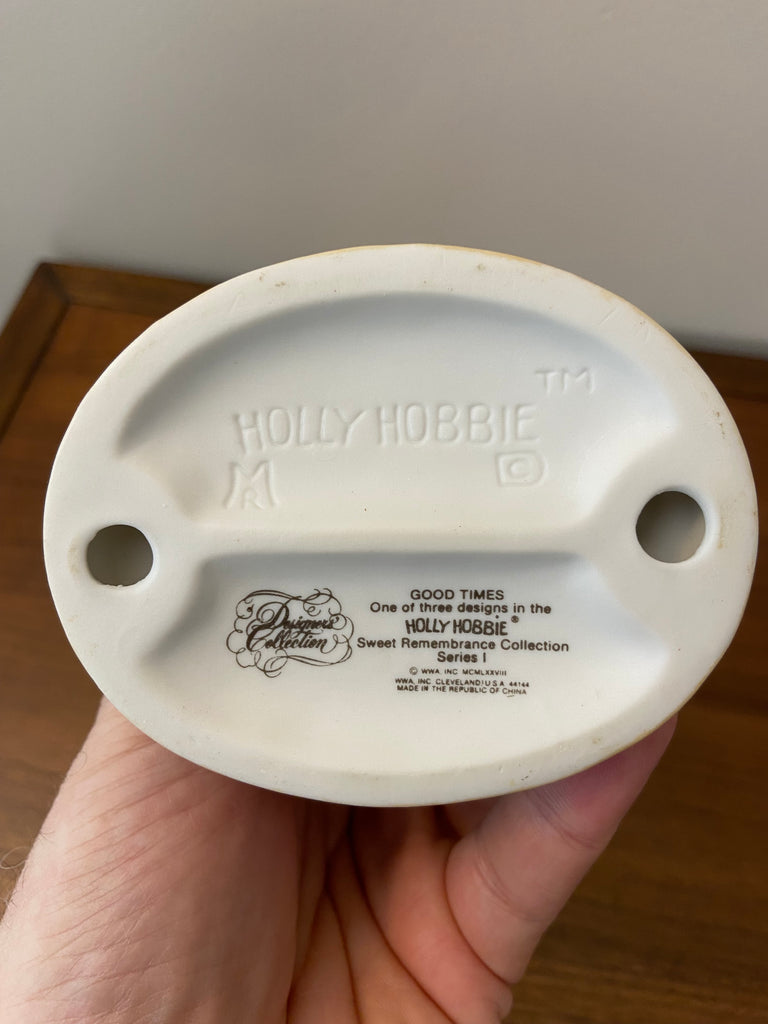 TM
HOLLY HOBBIE
MR ©
Designers' Collection
GOOD TIMES
One of three designs in the
HOLLY HOBBIE®
Sweet Remembrance Collection
Series I
© WWA, INC MCMLXXVIII
WWA, INC CLEVELAND/U.S.A. 44144
MADE IN THE REPUBLIC OF CHINA